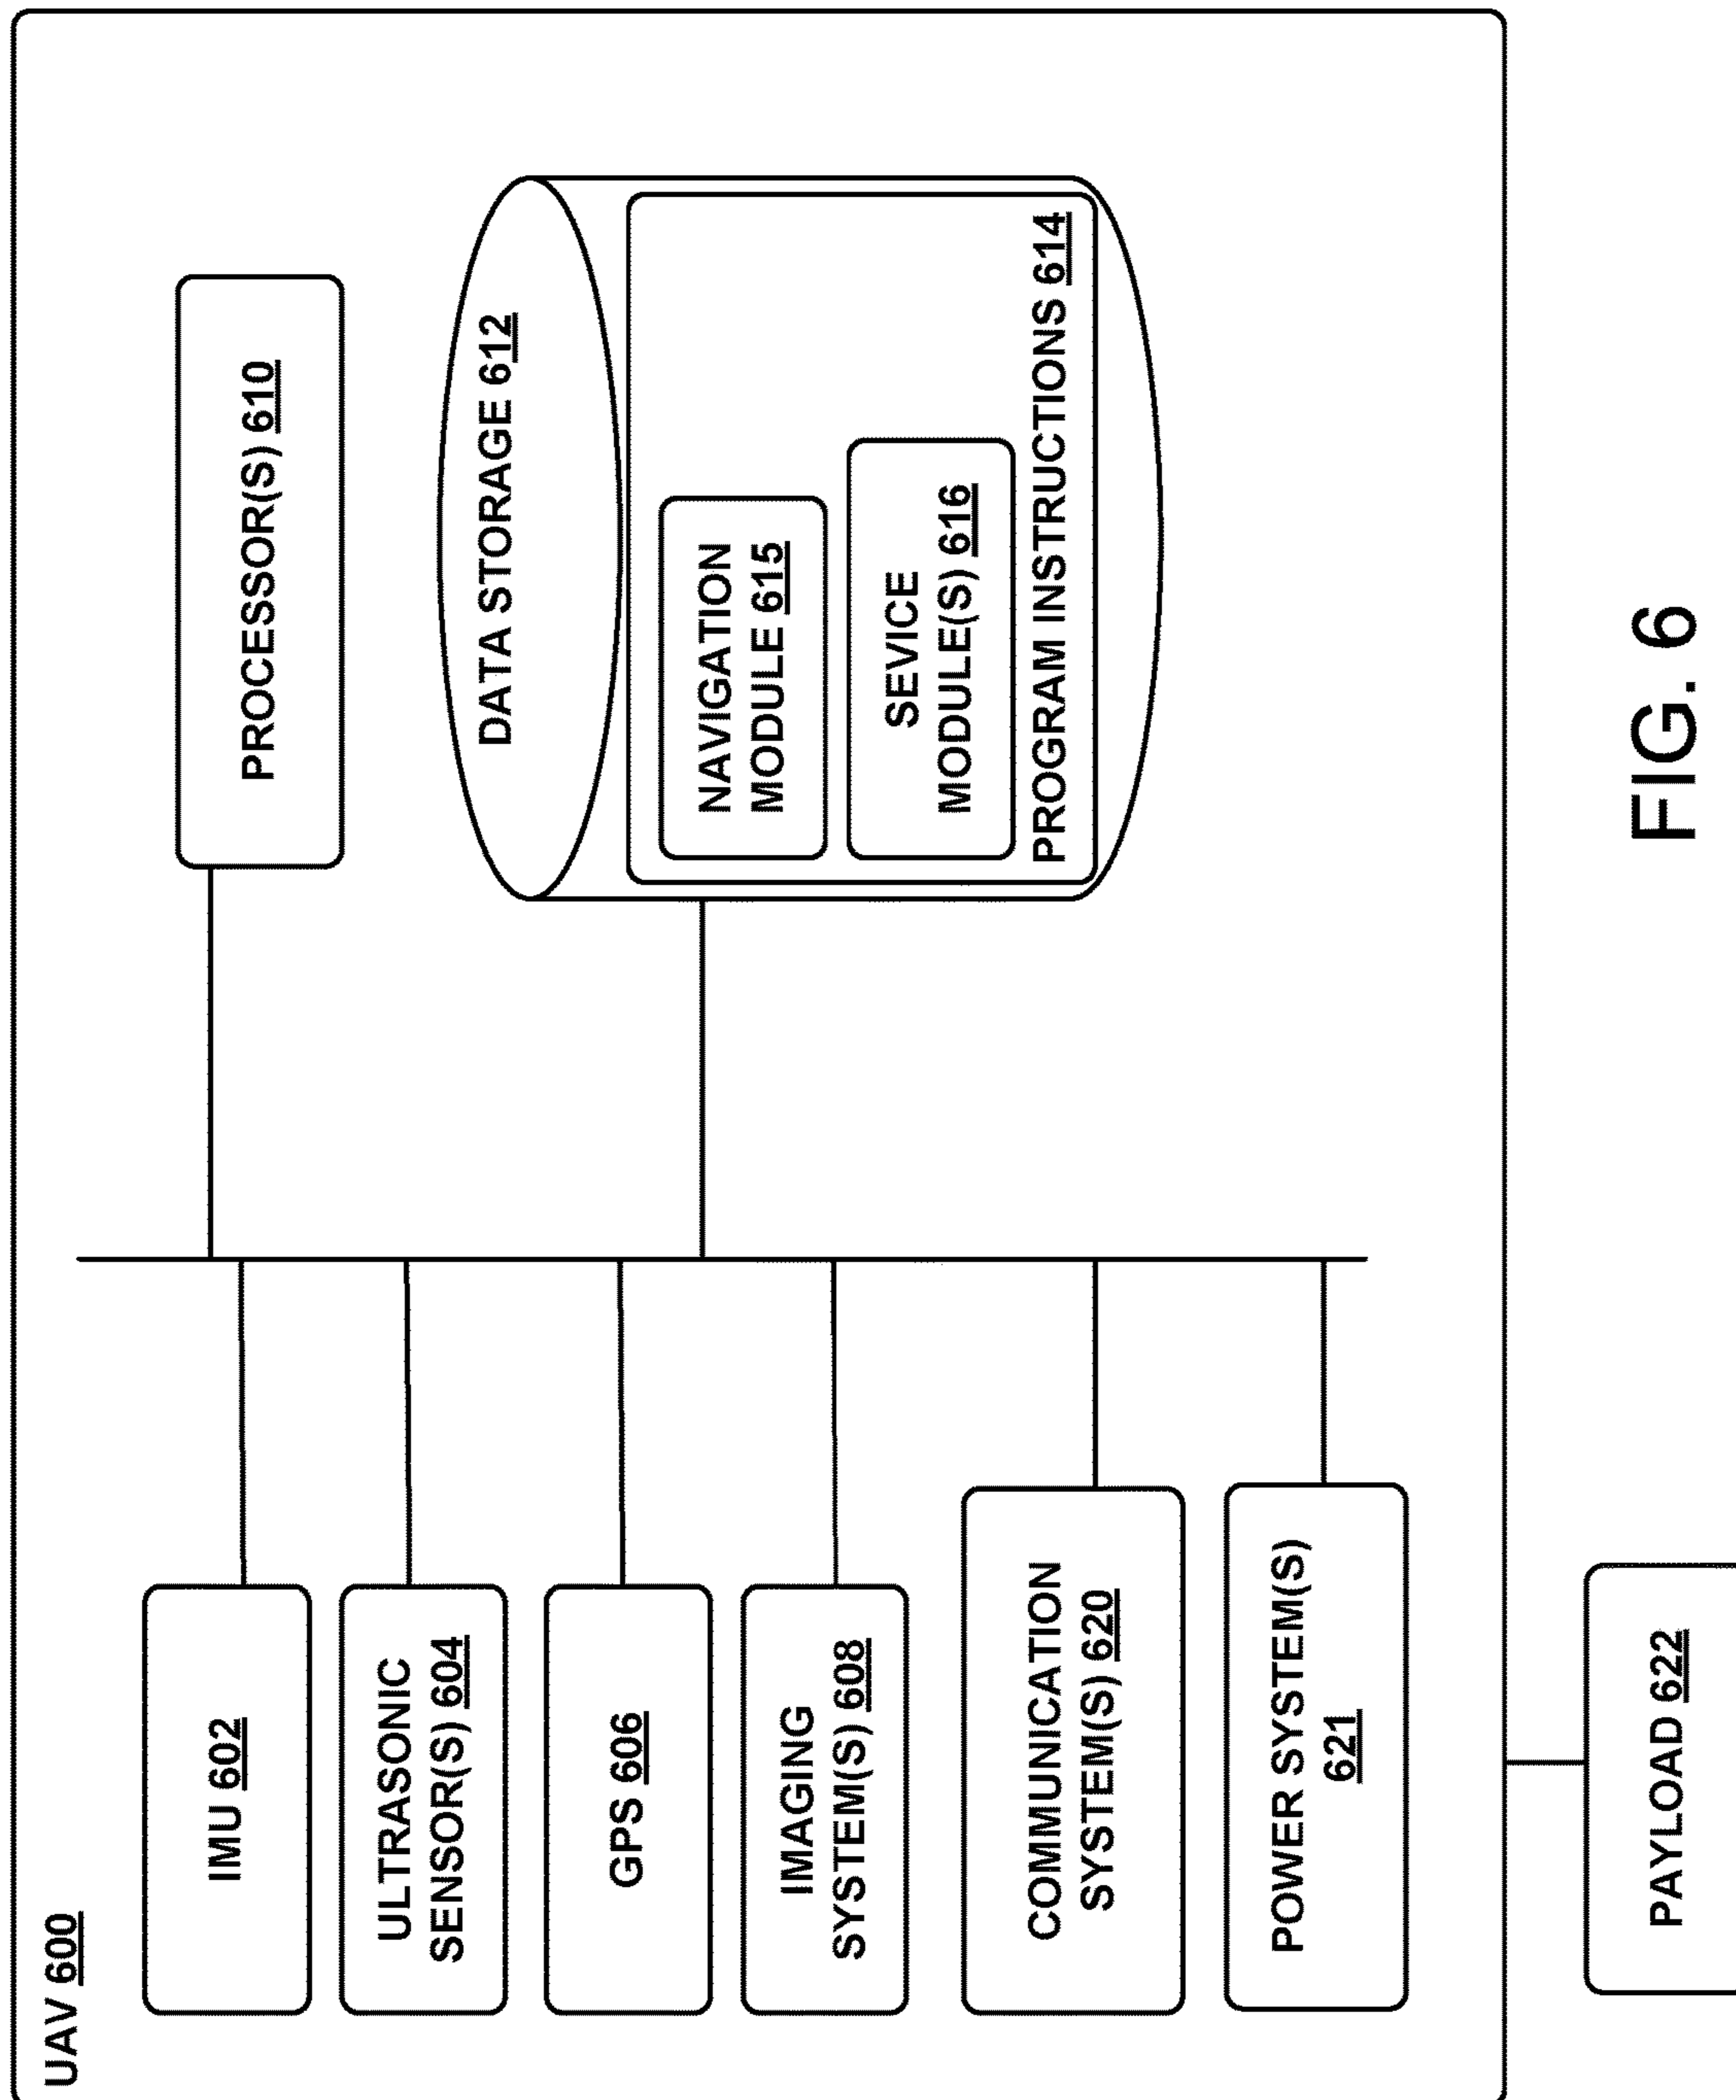 UAV 600
IMU 602
ULTRASONIC
SENSOR(S) 604
GPS 606
IMAGING
SYSTEM(S) 608
COMMUNICATION
SYSTEM(S) 620
POWER SYSTEM(S)
621
PROCESSOR(S) 610
DATA STORAGE 612
NAVIGATION
MODULE 615
SEVICE
MODULE(S) 616
PROGRAM INSTRUCTIONS 614
PAYLOAD 622
FIG. 6